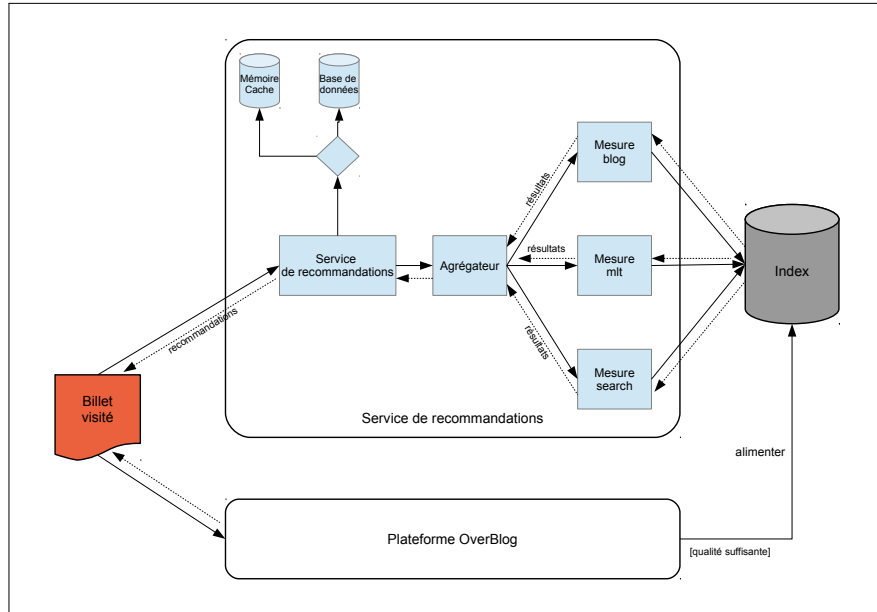 Mémoire
Cache
Base de
données
Mesure
blog
résultats
Service
de recommandations
Agrégateur
résultats
Mesure
mlt
Index
recommandations
résultats
Mesure
search
Billet
visité
Service de recommandations
alimenter
Plateforme OverBlog
[qualité suffisante]